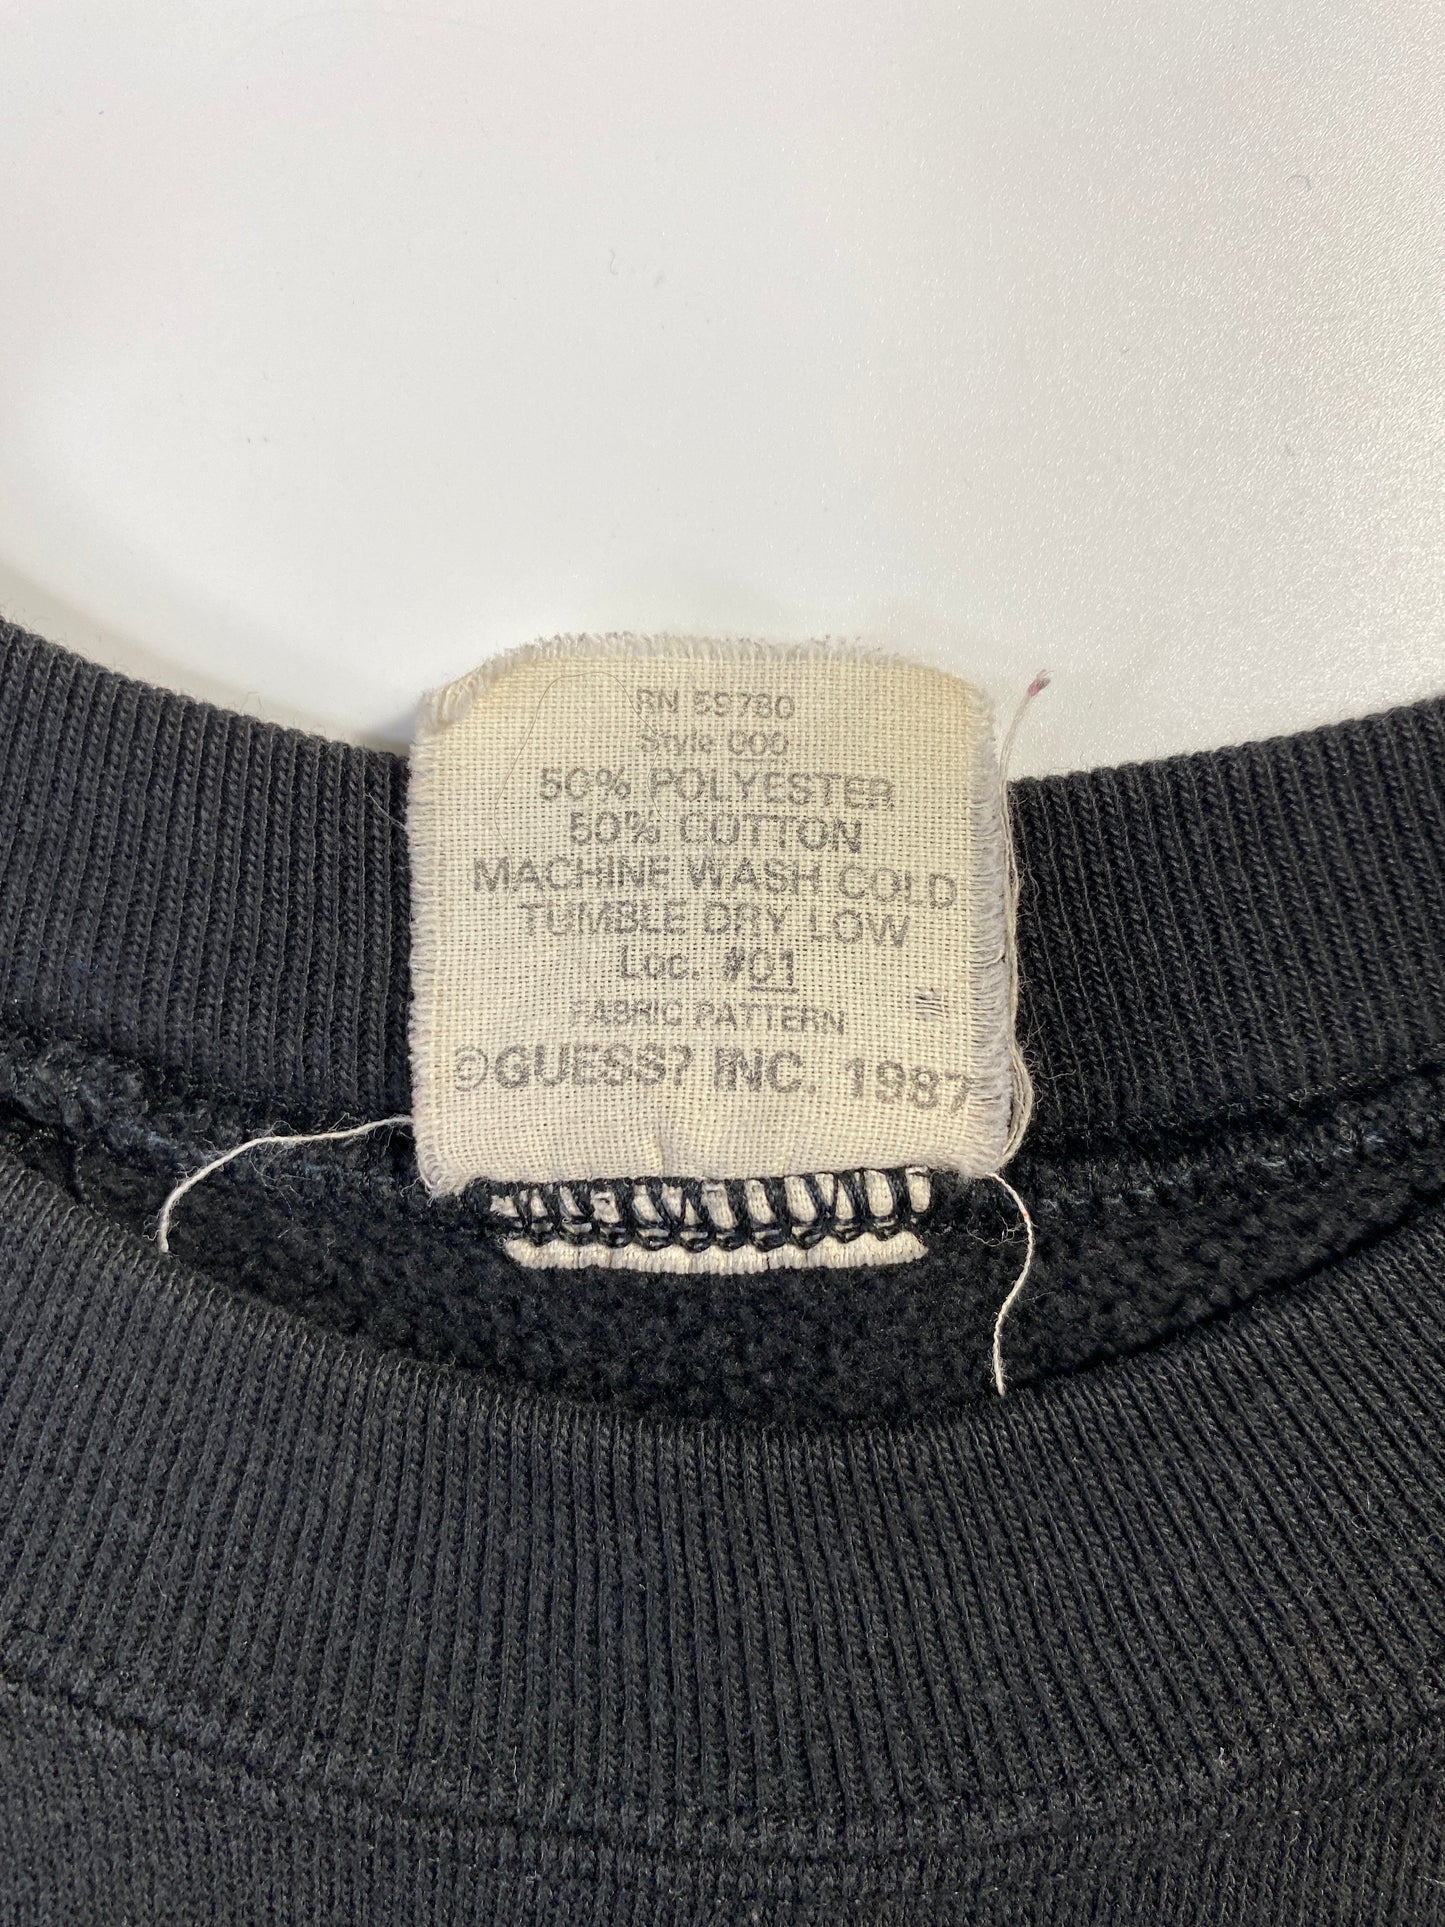 RN 59780
Style 000
50% POLYESTER
50% COTTON
MACHINE WASH COLD
TUMBLE DRY LOW
Loc. #01
FABRIC PATTERN
©GUESS? INC. 1987